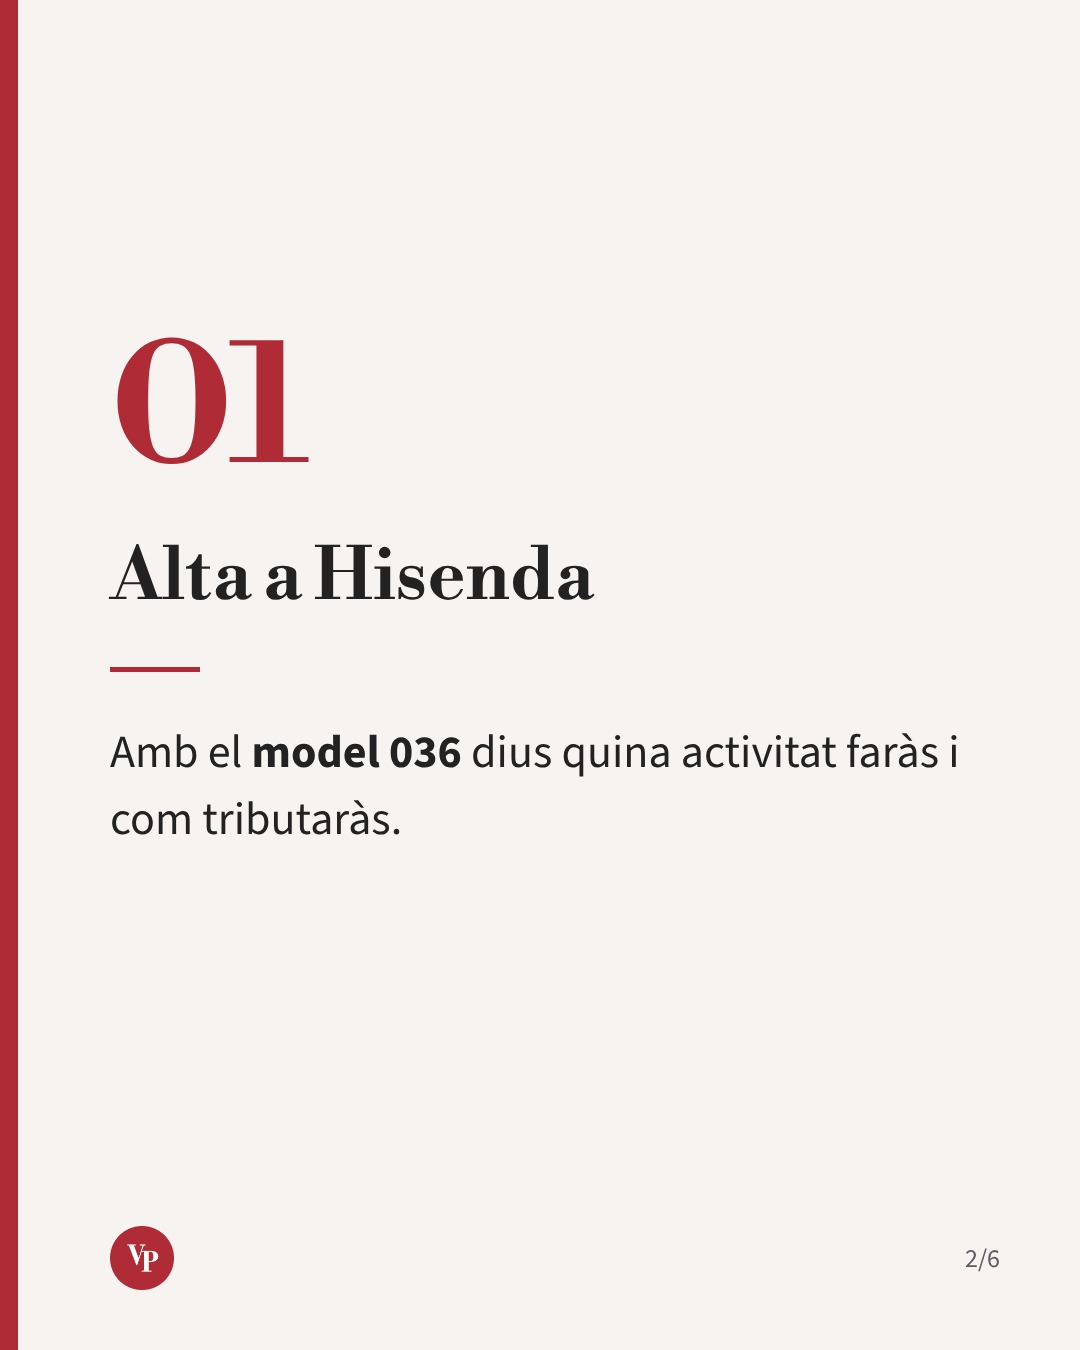 01
Alta a Hisenda
Amb el model 036 dius quina activitat faràs i
com tributaràs.
VP
2/6